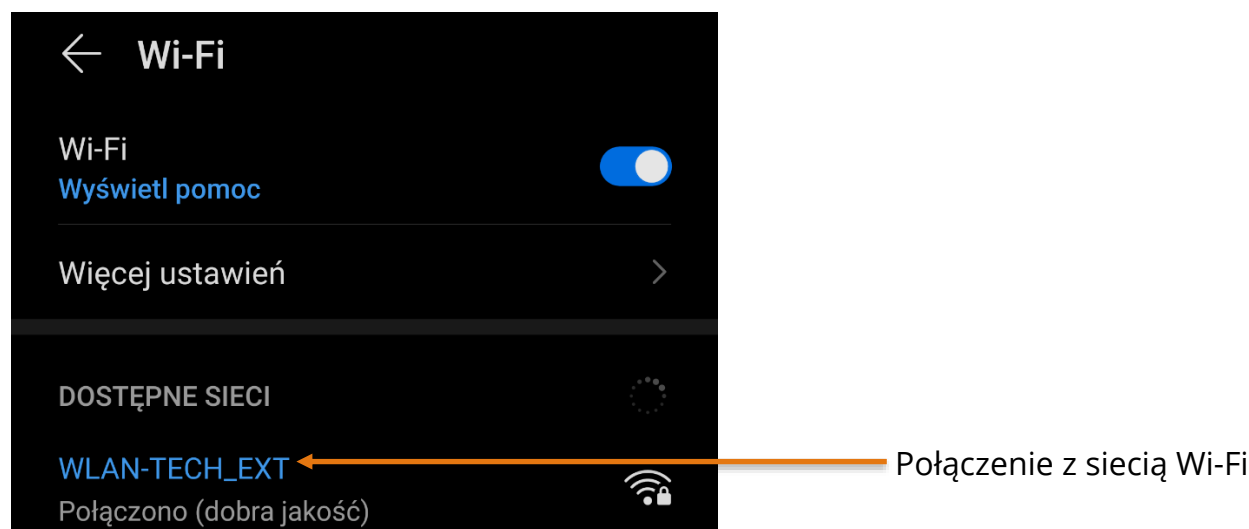 Wi-Fi
Wi-Fi
Wyświetl pomoc
Więcej ustawień
DOSTĘPNE SIECI
WLAN-TECH_EXT
Połączenie z siecią Wi-Fi
Połączono (dobra jakość)